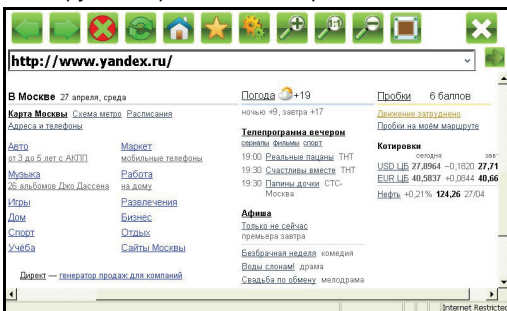 1:1
http://www.yandex.ru/
В Москве 27 апреля, среда
Карта Москвы Схема метро Расписания
Адреса и телефоны
Авто
от 3 до 5 лет с АКПП
Музыка
26 альбомов Джо Дассена
Игры
Дом
Спорт
Учёба
Маркет
мобильные телефоны
Работа
на дому
Развлечения
Бизнес
Отдых
Сайты Москвы
Директ — генератор продаж для компаний
Погода +19
ночью +9, завтра +17
Телепрограмма вечером
сериалы фильмы спорт
19:00 Реальные пацаны ТНТ
19:30 Счастливы вместе ТНТ
19:30 Папины дочки СТС-
Москва
Афиша
Только не сейчас
премьера завтра
Безбрачная неделя комедия
Воды слонам! драма
Свадьба по обмену мелодрама
Пробки 6 баллов
Движение затруднено
Пробки на моём маршруте
Котировки
сегодня завт
USD ЦБ 27,8964 −0,1820 27,71
EUR ЦБ 40,5837 +0,0844 40,66
Нефть +0,21% 124,26 27/04
Internet Restricted